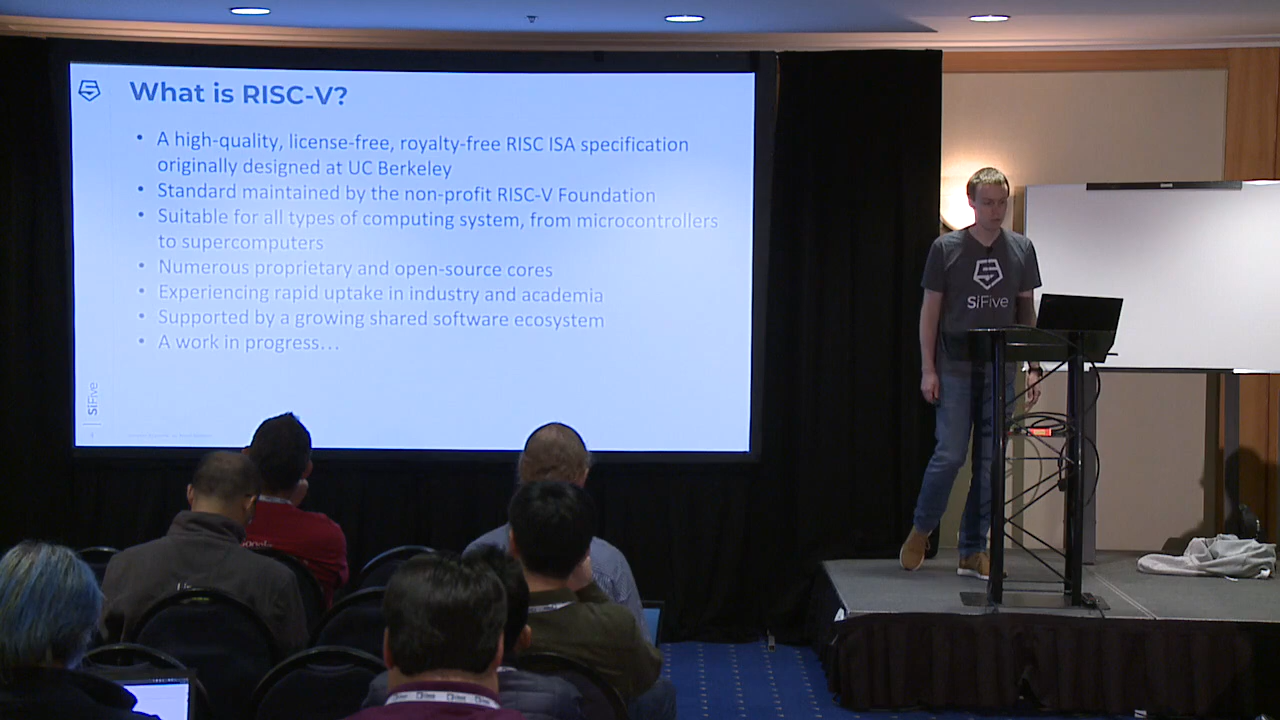 What is RISC-V?
• A high-quality, license-free, royalty-free RISC ISA specification
originally designed at UC Berkeley
• Standard maintained by the non-profit RISC-V Foundation
• Suitable for all types of computing system, from microcontrollers
to supercomputers
• Numerous proprietary and open-source cores
• Experiencing rapid uptake in industry and academia
• Supported by a growing shared software ecosystem
• A work in progress…
SiFive
SiFive